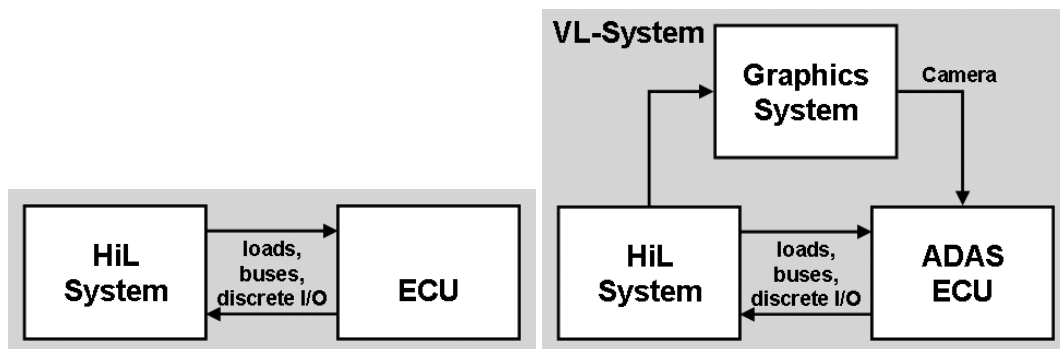 HiL
System
loads,
buses,
discrete I/O
ECU
VL-System
Graphics
System
Camera
HiL
System
loads,
buses,
discrete I/O
ADAS
ECU